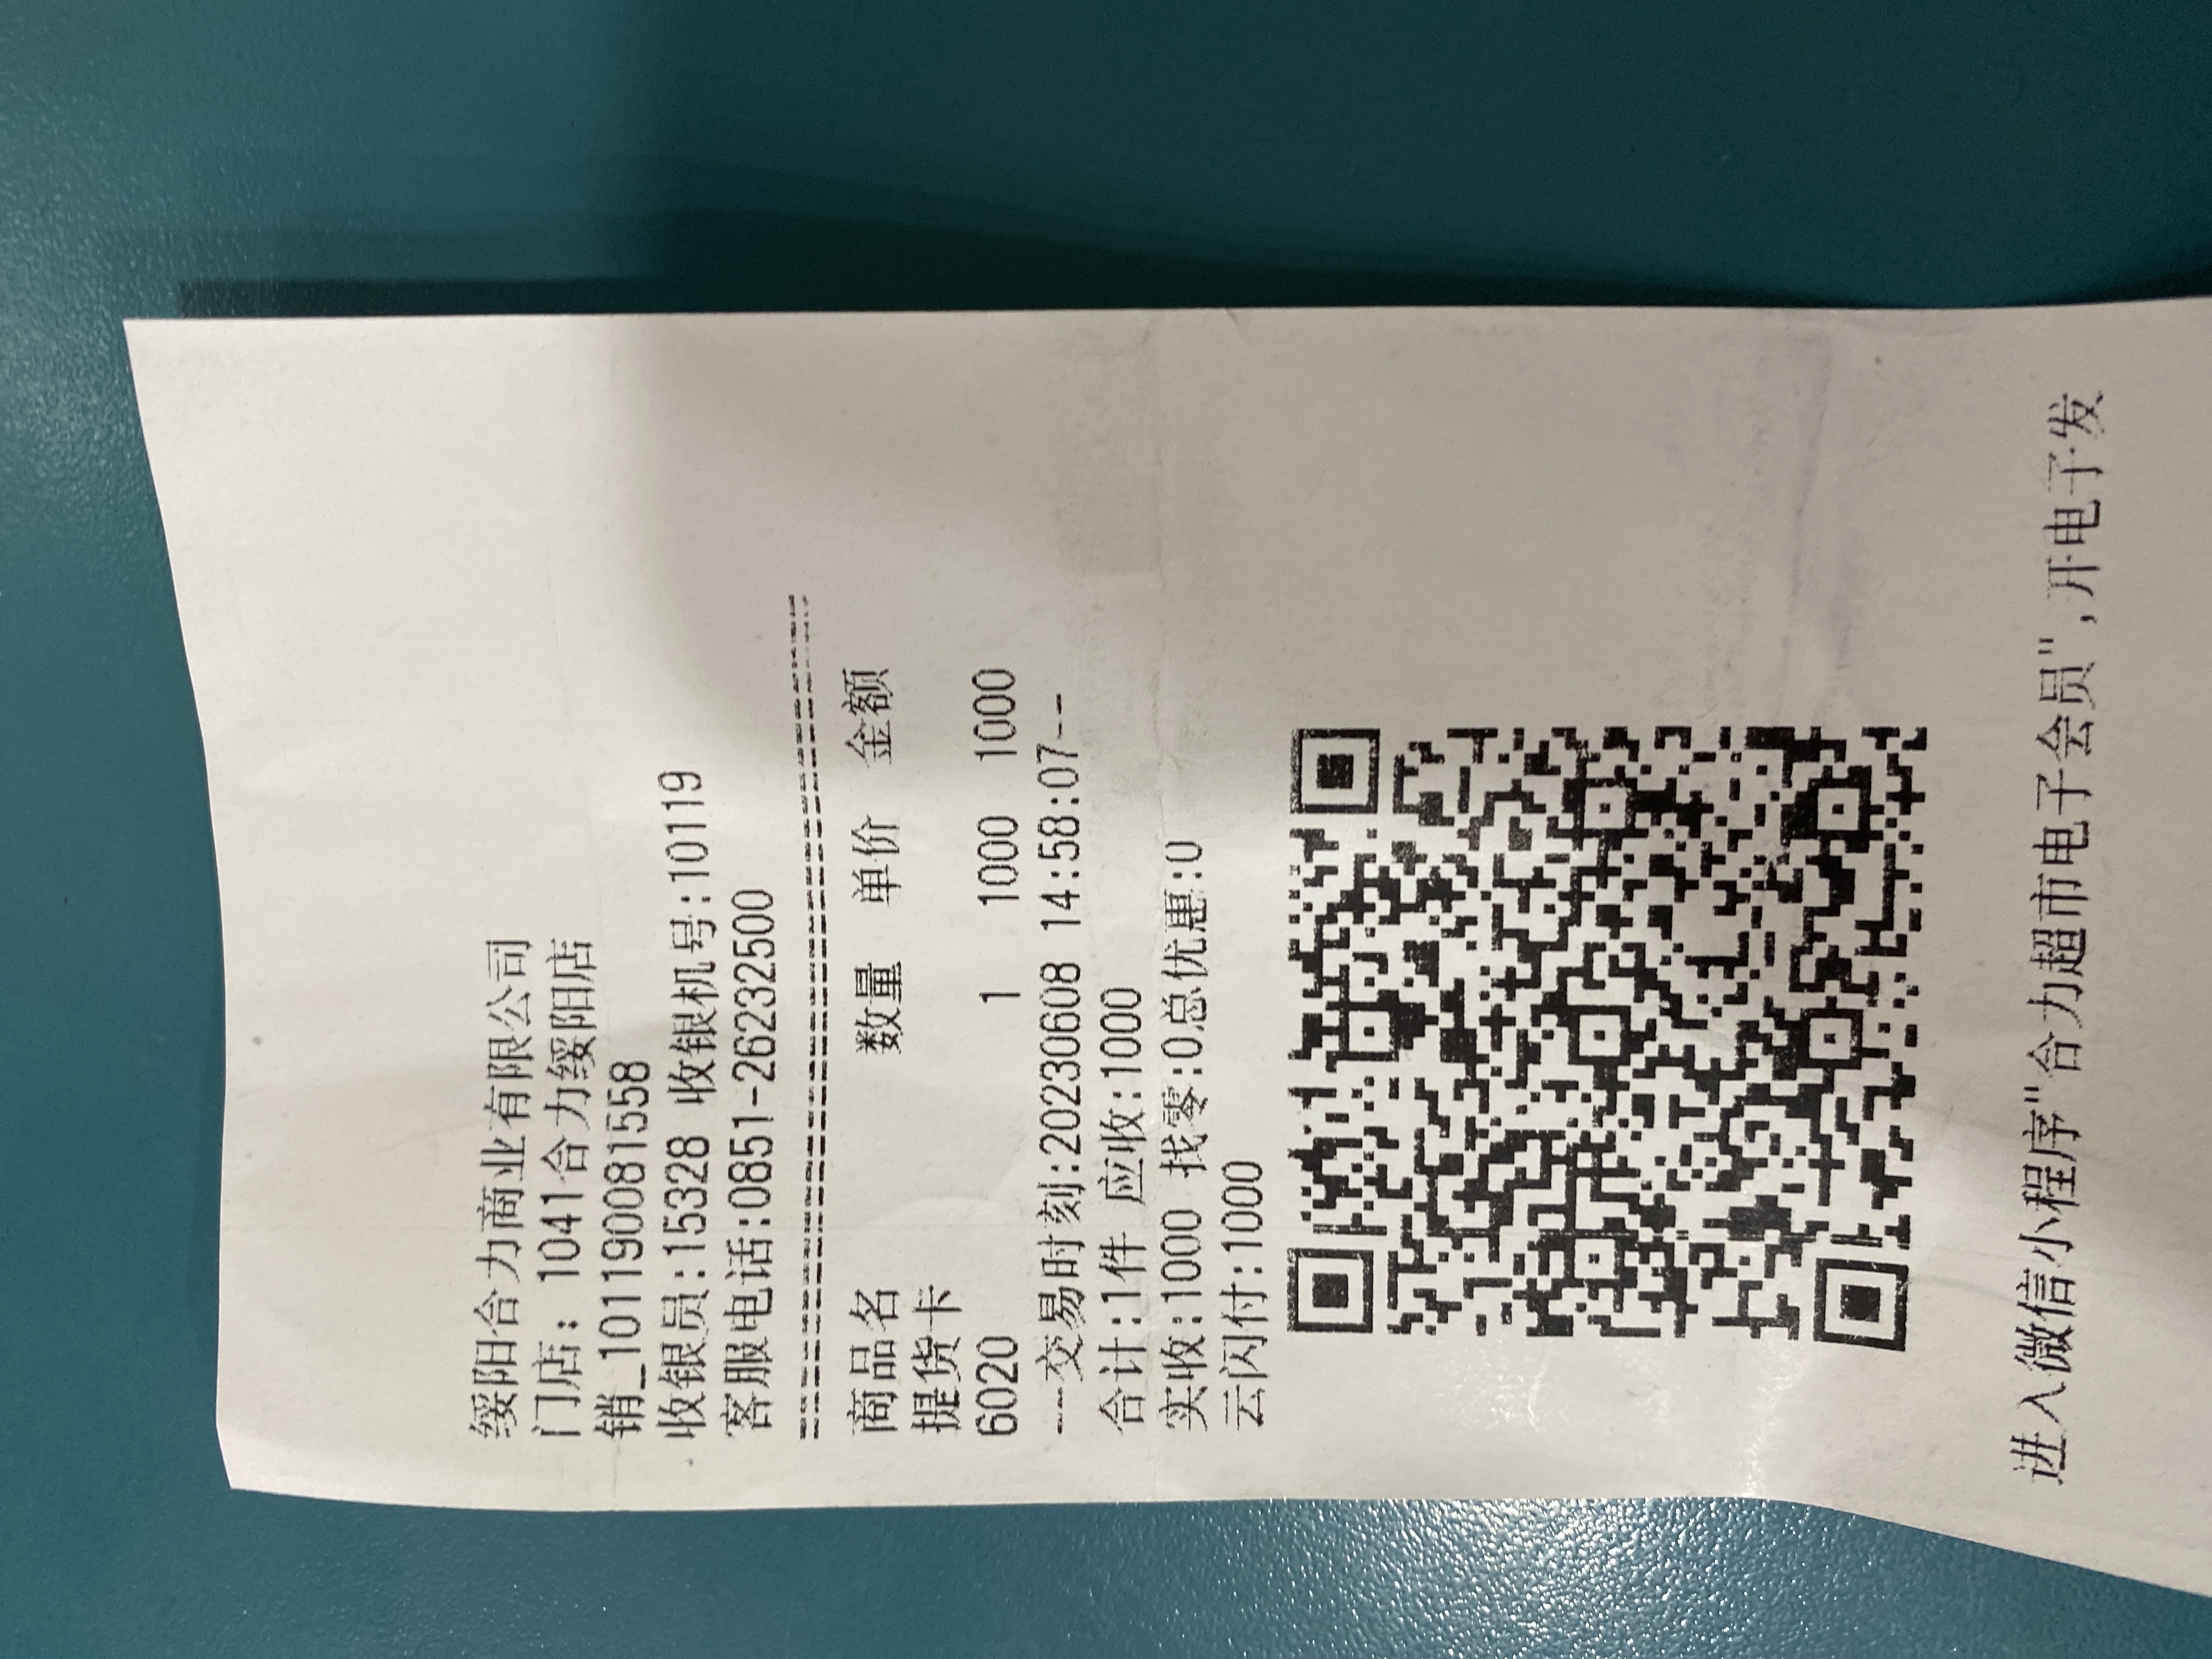 绥阳合力商业有限公司
门店：1041合力绥阳店
销_101190081558
收银员:15328 收银机号:10119
客服电话:0851-26232500
================================
商品名 数量 单价 金额
提货卡
6020 1 1000 1000
---交易时刻:20230608 14:58:07--
合计:1件 应收:1000
实收:1000 找零:0总优惠:0
云闪付:1000
进入微信小程序"合力超市电子会员",开电子发